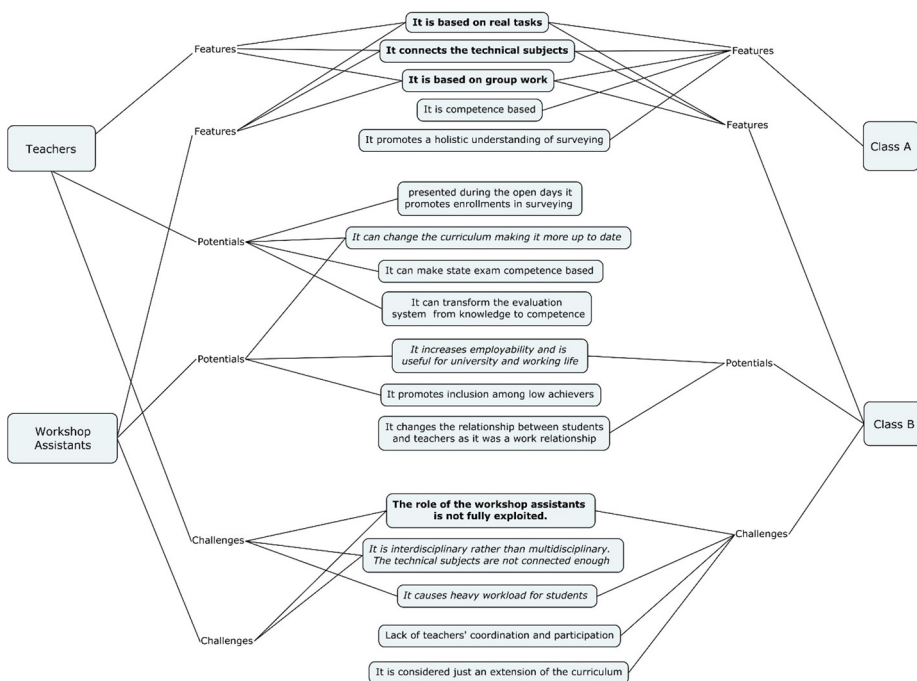 It is based on real tasks
Features
It connects the technical subjects
Features
It is based on group work
It is competence based
Features
Features
It promotes a holistic understanding of surveying
Teachers
Class A
presented during the open days it
promotes enrollments in surveying
Potentials
It can change the curriculum making it more up to date
It can make state exam competence based
It can transform the evaluation
system from knowledge to competence
Potentials
It increases employability and is
useful for university and working life
Potentials
It promotes inclusion among low achievers
Workshop
Assistants
It changes the relationship between students
and teachers as it was a work relationship
Class B
The role of the workshop assistants
is not fully exploited.
Challenges
It is interdisciplinary rather than multidisciplinary.
The technical subjects are not connected enough
Challenges
It causes heavy workload for students
Challenges
Lack of teachers' coordination and participation
It is considered just an extension of the curriculum